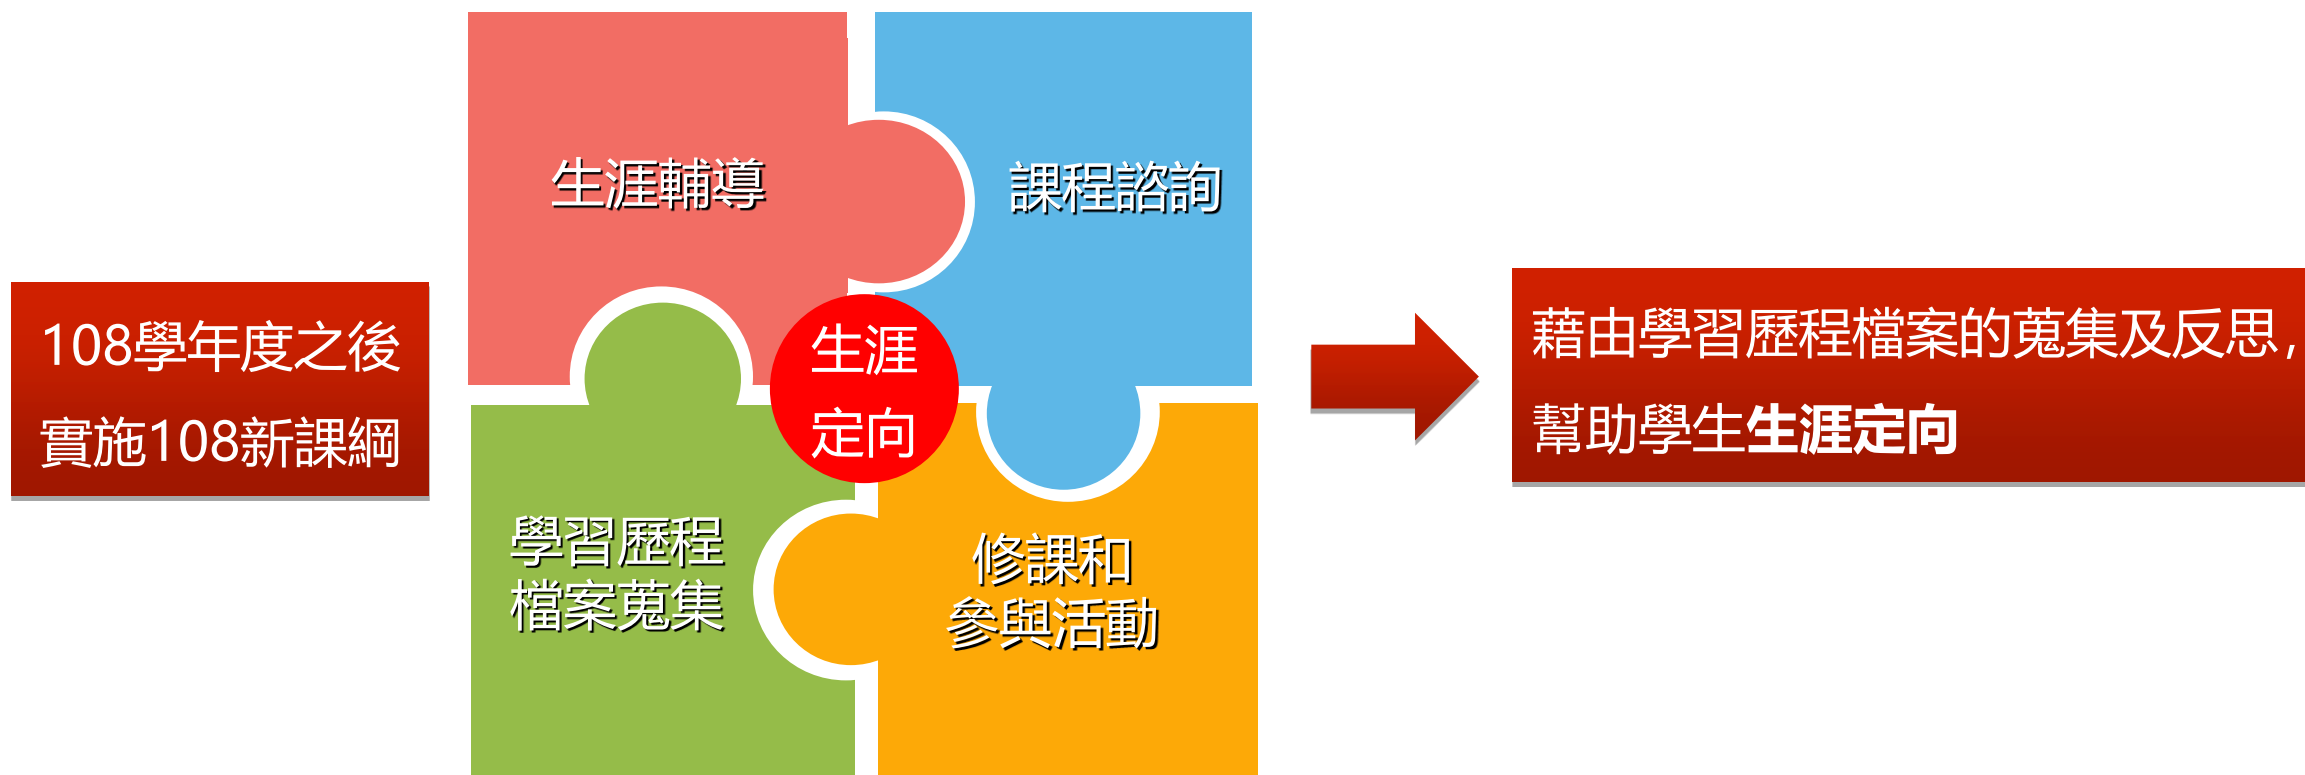 108學年度之後
實施108新課綱
生涯輔導
課程諮詢
生涯
定向
學習歷程
檔案蒐集
修課和
參與活動
藉由學習歷程檔案的蒐集及反思，
幫助學生生涯定向